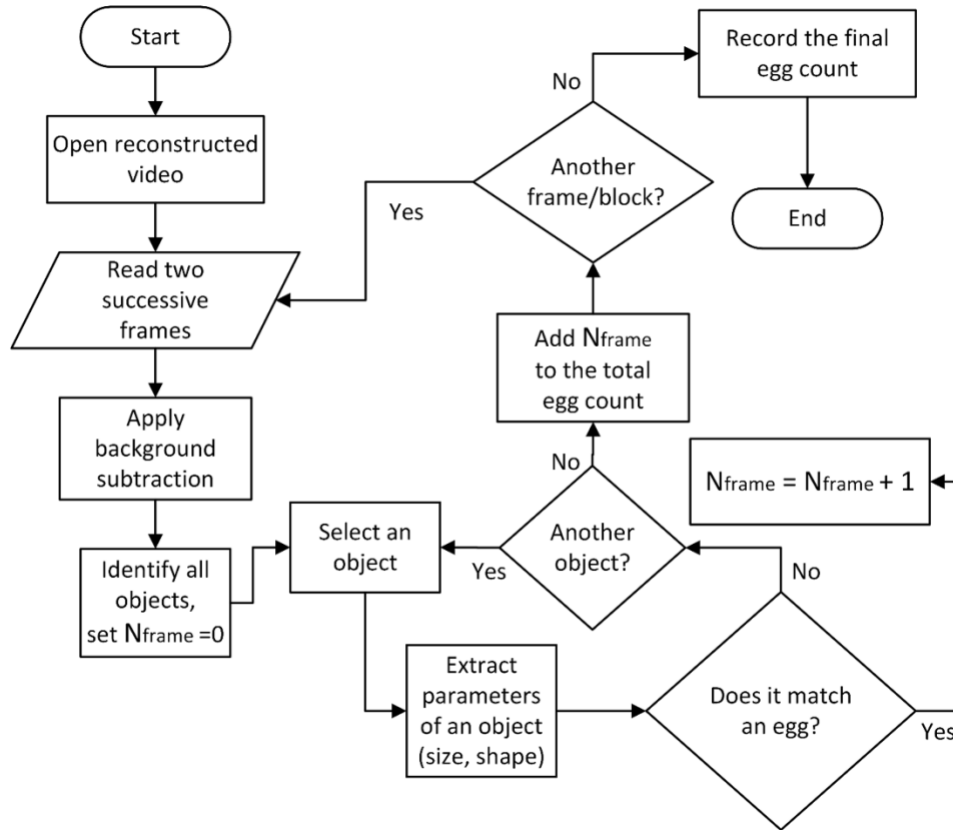 Start
Open reconstructed
video
Read two
successive
frames
Apply
background
subtraction
Identify all
objects,
set Nframe =0
Select an
object
Extract
parameters
of an object
(size, shape)
Does it match
an egg?
Yes
No
Nframe = Nframe + 1
Another
object?
Yes
No
Add Nframe
to the total
egg count
Another
frame/block?
Yes
No
Record the final
egg count
End